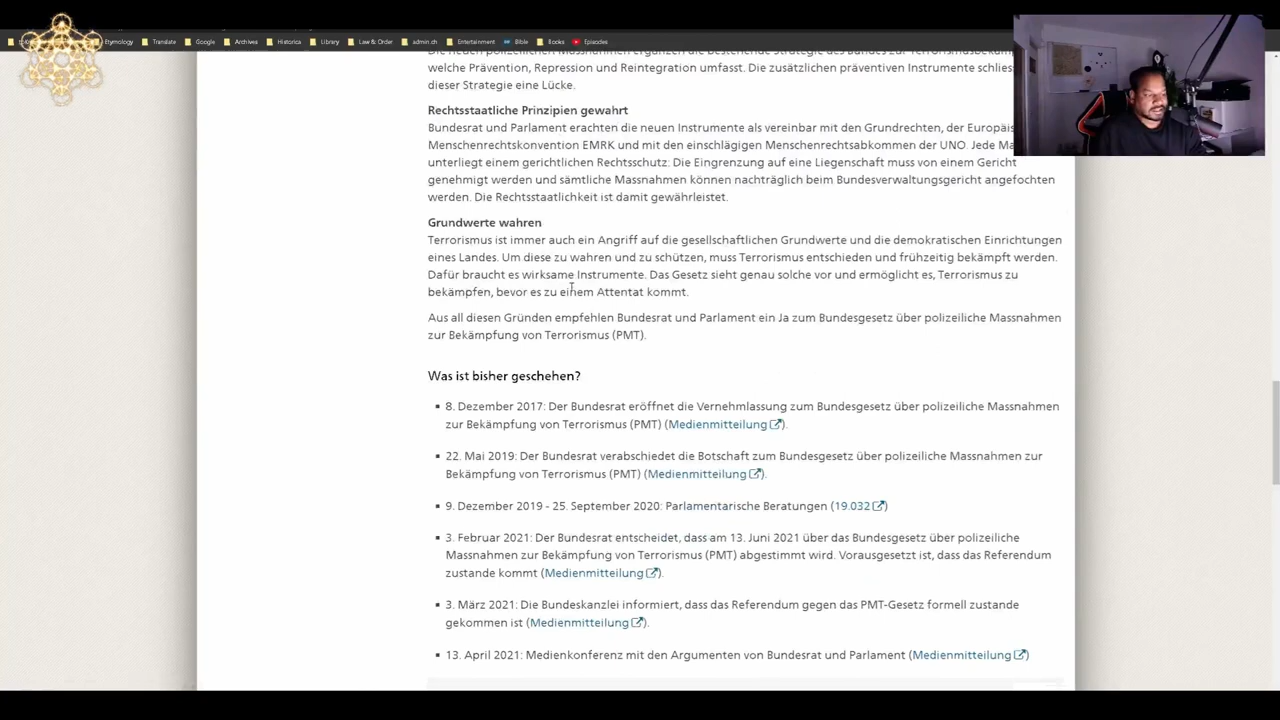 Etymology Translate Google Archives Historica Library Law & Order admin.ch Entertainment Bible Books Episodes
welche Prävention, Repression und Reintegration umfasst. Die zusätzlichen präventiven Instrumente schliess
dieser Strategie eine Lücke.
Rechtsstaatliche Prinzipien gewahrt
Bundesrat und Parlament erachten die neuen Instrumente als vereinbar mit den Grundrechten, der Europäis
Menschenrechtskonvention EMRK und mit den einschlägigen Menschenrechtsabkommen der UNO. Jede Ma
unterliegt einem gerichtlichen Rechtsschutz: Die Eingrenzung auf eine Liegenschaft muss von einem Gericht
genehmigt werden und sämtliche Massnahmen können nachträglich beim Bundesverwaltungsgericht angefochten
werden. Die Rechtsstaatlichkeit ist damit gewährleistet.
Grundwerte wahren
Terrorismus ist immer auch ein Angriff auf die gesellschaftlichen Grundwerte und die demokratischen Einrichtungen
eines Landes. Um diese zu wahren und zu schützen, muss Terrorismus entschieden und frühzeitig bekämpft werden.
Dafür braucht es wirksame Instrumente. Das Gesetz sieht genau solche vor und ermöglicht es, Terrorismus zu
bekämpfen, bevor es zu einem Attentat kommt.
Aus all diesen Gründen empfehlen Bundesrat und Parlament ein Ja zum Bundesgesetz über polizeiliche Massnahmen
zur Bekämpfung von Terrorismus (PMT).
Was ist bisher geschehen?
8. Dezember 2017: Der Bundesrat eröffnet die Vernehmlassung zum Bundesgesetz über polizeiliche Massnahmen
zur Bekämpfung von Terrorismus (PMT) (Medienmitteilung).
22. Mai 2019: Der Bundesrat verabschiedet die Botschaft zum Bundesgesetz über polizeiliche Massnahmen zur
Bekämpfung von Terrorismus (PMT) (Medienmitteilung).
9. Dezember 2019 - 25. September 2020: Parlamentarische Beratungen (19.032)
3. Februar 2021: Der Bundesrat entscheidet, dass am 13. Juni 2021 über das Bundesgesetz über polizeiliche
Massnahmen zur Bekämpfung von Terrorismus (PMT) abgestimmt wird. Vorausgesetzt ist, dass das Referendum
zustande kommt (Medienmitteilung).
3. März 2021: Die Bundeskanzlei informiert, dass das Referendum gegen das PMT-Gesetz formell zustande
gekommen ist (Medienmitteilung).
13. April 2021: Medienkonferenz mit den Argumenten von Bundesrat und Parlament (Medienmitteilung)